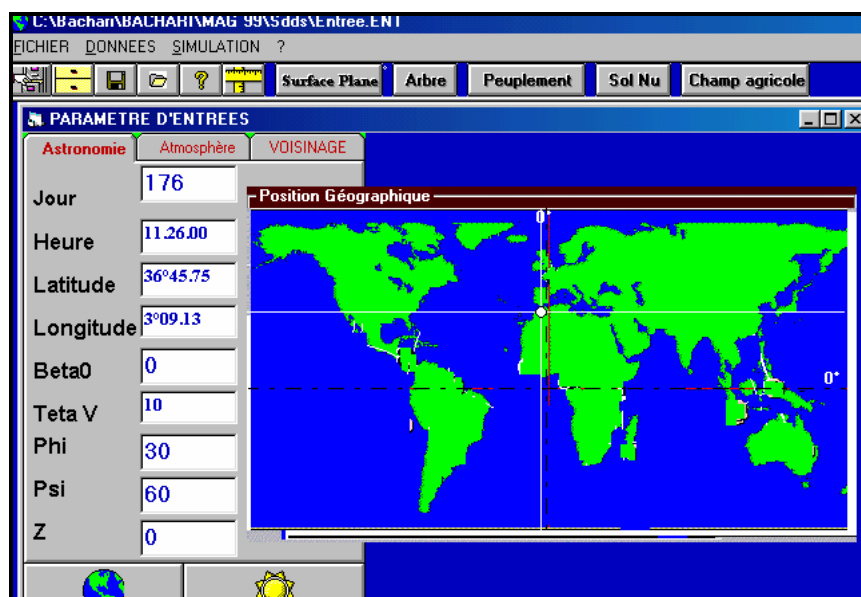 C:\Bachari\BACHARI\MAG 99\Sdds\Entree.ENT
FICHIER DONNEES SIMULATION ?
Surface Plane Arbre Peuplement Sol Nu Champ agricole
PARAMETRE D'ENTREES
Astronomie Atmosphère VOISINAGE
Jour 176
Position Géographique
0°
Heure 11.26.00
Latitude 36°45.75
Longitude 3°09.13
Beta0 0
0°
Teta V 10
Phi 30
Psi 60
Z 0